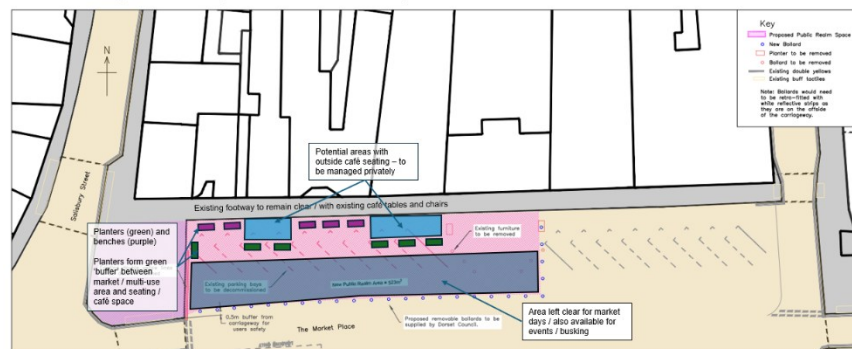 Key
Proposed Public Realm Space
New Bollard
Planter to be removed
Bollard to be removed
Existing double yellows
Existing buff tactiles
Note: Bollards would need
to be retro-fitted with
white reflective strips as
they are on the offside
of the carriageway.
N
Salisbury Street
Potential areas with
outside café seating – to
be managed privately
Existing footway to remain clear / with existing café tables and chairs
Planters (green) and
benches (purple)
Planters form green
'buffer' between
market / multi-use
area and seating /
café space
Existing furniture
to be removed
Existing parking bays
to be decommissioned
New Public Realm Area
0.5m buffer from
carriageway for
users safety
The Market Place
Proposed removable bollards to be
supplied by Dorset Council.
Area left clear for market
days / also available for
events / busking